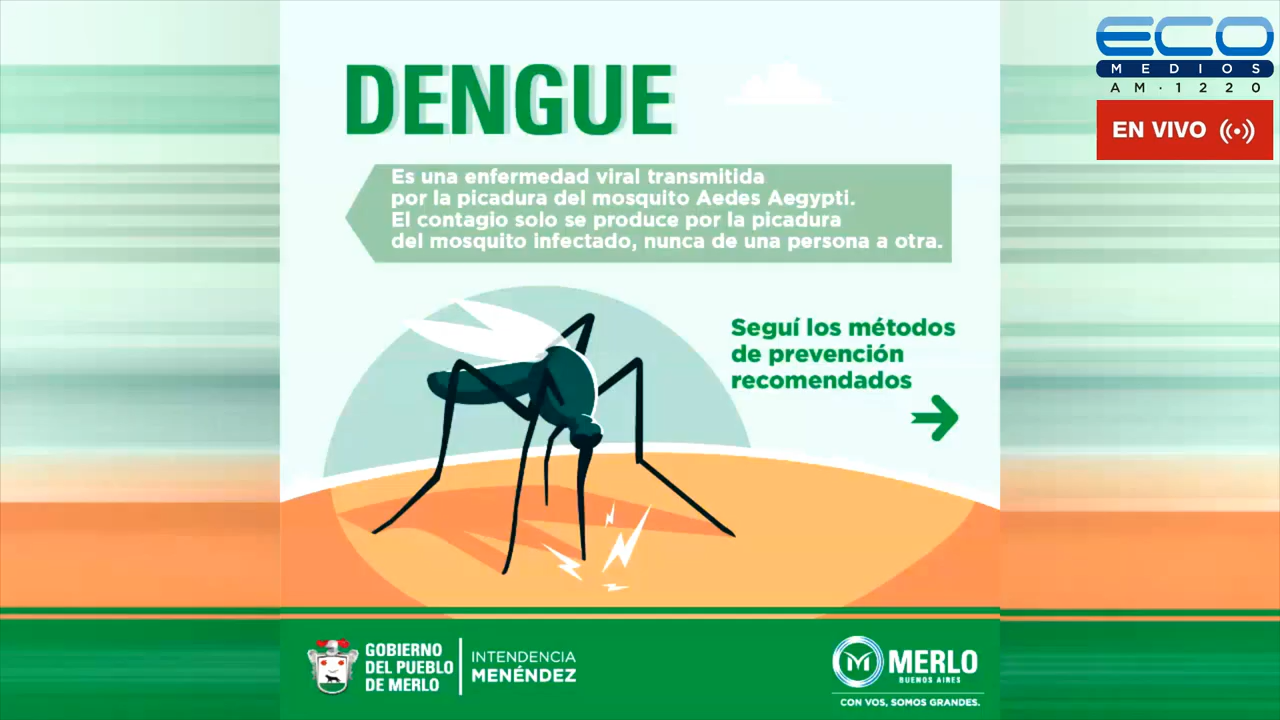 DENGUE
Es una enfermedad viral transmitida
por la picadura del mosquito Aedes Aegypti.
El contagio solo se produce por la picadura
del mosquito infectado, nunca de una persona a otra.
Seguí los métodos
de prevención
recomendados
GOBIERNO
DEL PUEBLO
DE MERLO
INTENDENCIA
MENÉNDEZ
MERLO
BUENOS AIRES
CON VOS, SOMOS GRANDES.
ECO
MEDIOS
AM·1220
EN VIVO